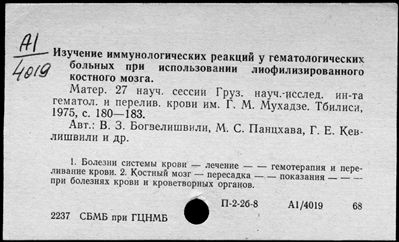 А1
4019
Изучение иммунологических реакций у гематологических
больных при использовании лиофилизированного
костного мозга.
Матер. 27 науч. сессии Груз. науч.-исслед. ин-та
гематол. и перелив. крови им. Г. М. Мухадзе. Тбилиси,
1975, с. 180—183.
Авт.: В. З. Богвелишвили, М. С. Панцхава, Г. Е. Кев-
лишвили и др.
1. Болезни системы крови — лечение — — гемотерапия и пере-
ливание крови. 2. Костный мозг — пересадка — — показания — — —
при болезнях крови и кроветворных органов.
П-2-2б-8 А1/4019 68
2237 СБМБ при ГЦНМБ